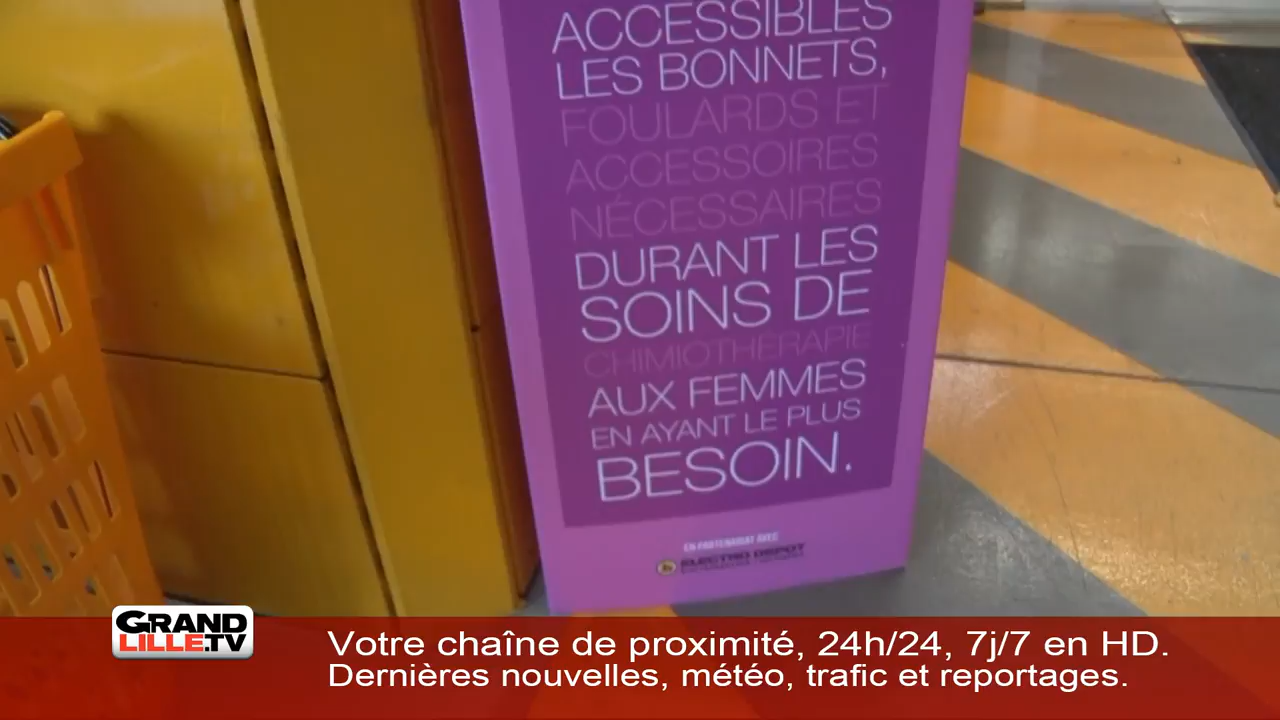 ACCESSIBLES
LES BONNETS,
FOULARDS ET
ACCESSOIRES
NÉCESSAIRES
DURANT LES
SOINS DE
CHIMIOTHÉRAPIE
AUX FEMMES
EN AYANT LE PLUS
BESOIN.
EN PARTENARIAT AVEC
ELECTRO DEPOT
GRAND
LILLE.TV
Votre chaîne de proximité, 24h/24, 7j/7 en HD.
Dernières nouvelles, météo, trafic et reportages.